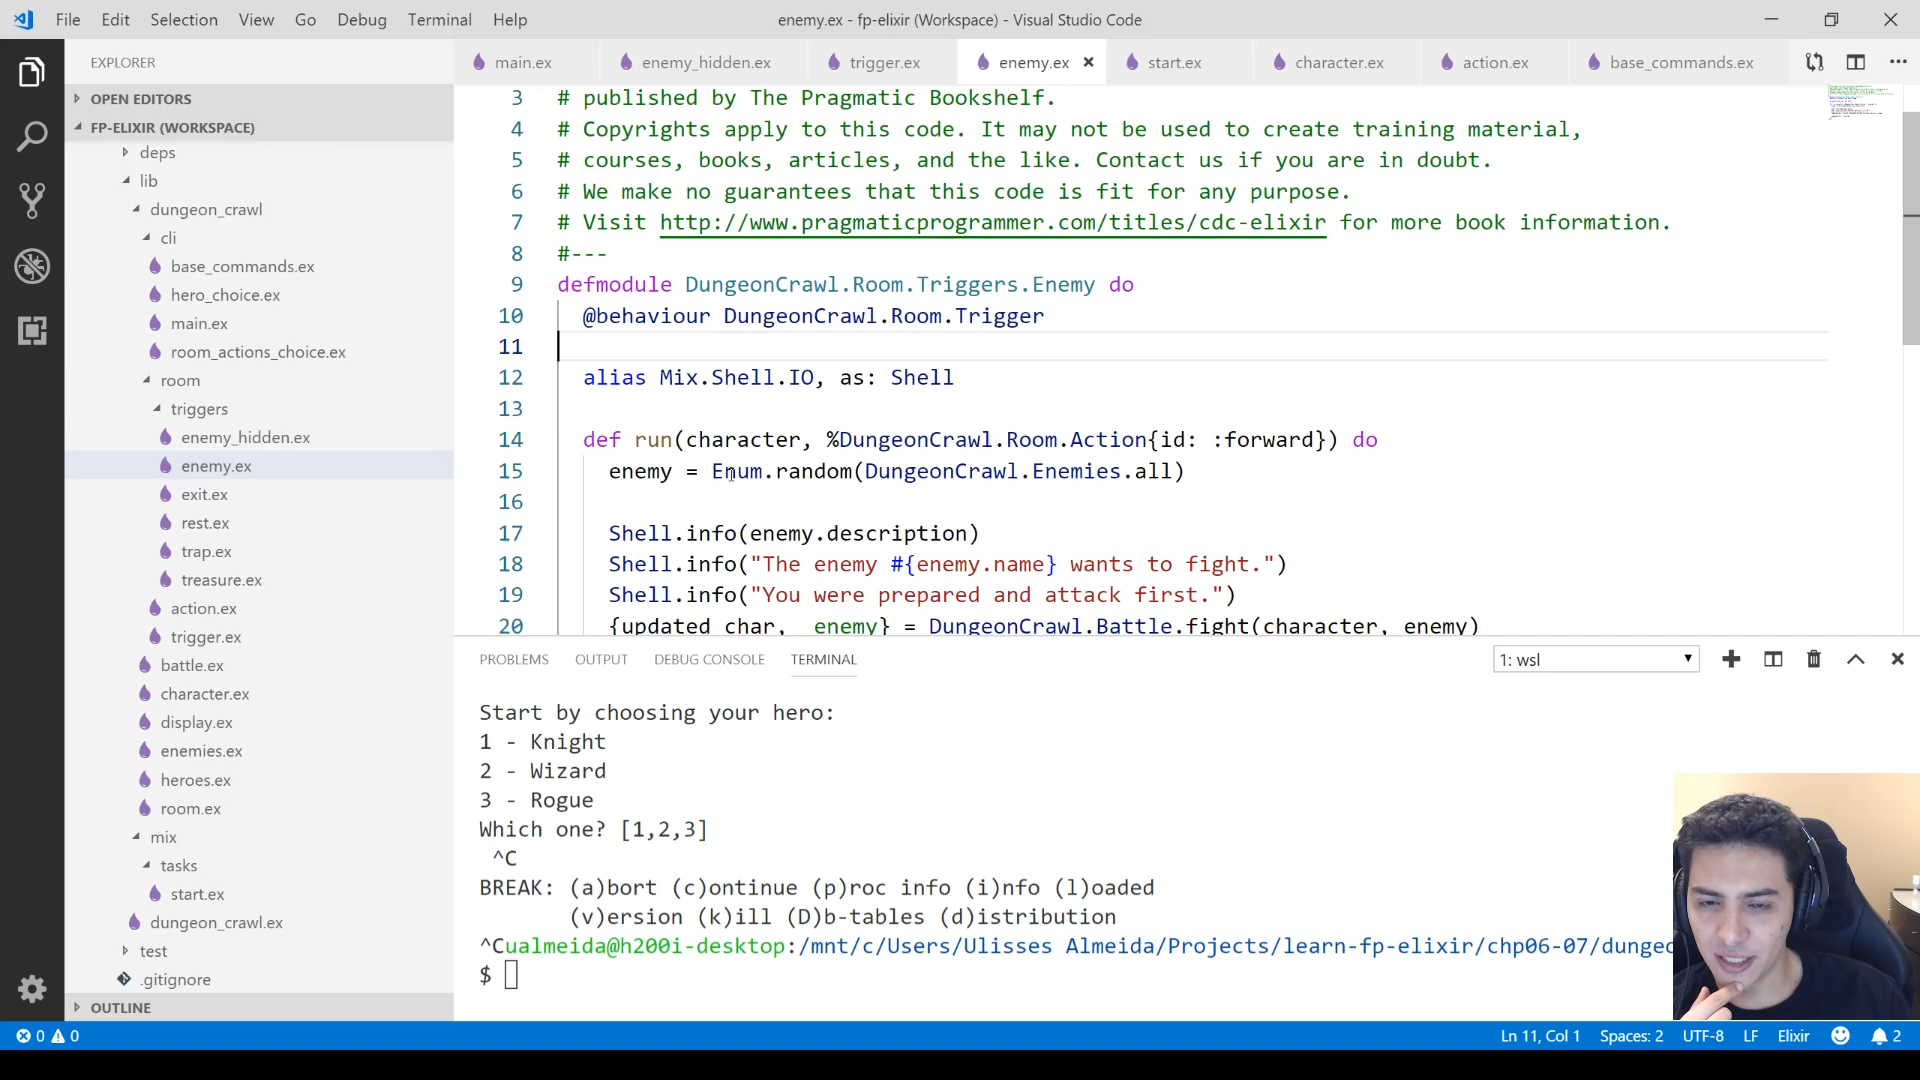 File Edit Selection View Go Debug Terminal Help
enemy.ex - fp-elixir (Workspace) - Visual Studio Code
EXPLORER
OPEN EDITORS
FP-ELIXIR (WORKSPACE)
deps
lib
dungeon_crawl
cli
base_commands.ex
hero_choice.ex
main.ex
room_actions_choice.ex
room
triggers
enemy_hidden.ex
enemy.ex
exit.ex
rest.ex
trap.ex
treasure.ex
action.ex
trigger.ex
battle.ex
character.ex
display.ex
enemies.ex
heroes.ex
room.ex
mix
tasks
start.ex
dungeon_crawl.ex
test
.gitignore
OUTLINE
main.ex enemy_hidden.ex trigger.ex enemy.ex start.ex character.ex action.ex base_commands.ex
3 # published by The Pragmatic Bookshelf.
4 # Copyrights apply to this code. It may not be used to create training material,
5 # courses, books, articles, and the like. Contact us if you are in doubt.
6 # We make no guarantees that this code is fit for any purpose.
7 # Visit http://www.pragmaticprogrammer.com/titles/cdc-elixir for more book information.
8 #---
9 defmodule DungeonCrawl.Room.Triggers.Enemy do
10 @behaviour DungeonCrawl.Room.Trigger
11
12 alias Mix.Shell.IO, as: Shell
13
14 def run(character, %DungeonCrawl.Room.Action{id: :forward}) do
15 enemy = Enum.random(DungeonCrawl.Enemies.all)
16
17 Shell.info(enemy.description)
18 Shell.info("The enemy #{enemy.name} wants to fight.")
19 Shell.info("You were prepared and attack first.")
20 {updated_char, _enemy} = DungeonCrawl.Battle.fight(character, enemy)
PROBLEMS OUTPUT DEBUG CONSOLE TERMINAL
1: wsl
Start by choosing your hero:
1 - Knight
2 - Wizard
3 - Rogue
Which one? [1,2,3]
^C
BREAK: (a)bort (c)ontinue (p)roc info (i)nfo (l)oaded
(v)ersion (k)ill (D)b-tables (d)istribution
^Cualmeida@h200i-desktop:/mnt/c/Users/Ulisses Almeida/Projects/learn-fp-elixir/chp06-07/dungeo
$
0 0
Ln 11, Col 1 Spaces: 2 UTF-8 LF Elixir 2